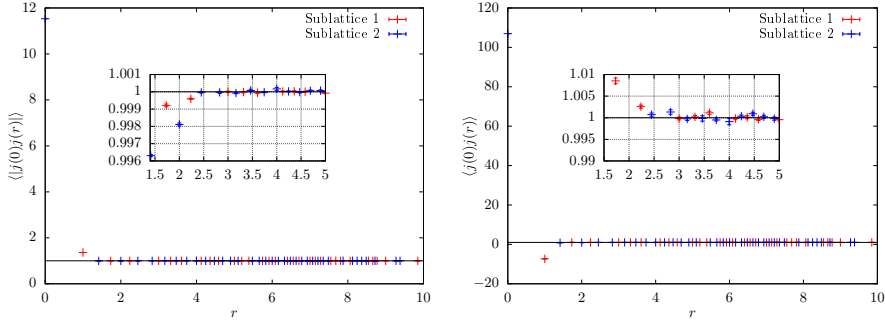 12
10
8
6
4
2
0
⟨|j(0)j(r)|⟩
Sublattice 1
Sublattice 2
1.001
1
0.999
0.998
0.997
0.996
1.5 2 2.5 3 3.5 4 4.5 5
0 2 4 6 8 10
r
120
100
80
60
40
20
0
−20
⟨j(0)j(r)⟩
Sublattice 1
Sublattice 2
1.01
1.005
1
0.995
0.99
1.5 2 2.5 3 3.5 4 4.5 5
0 2 4 6 8 10
r